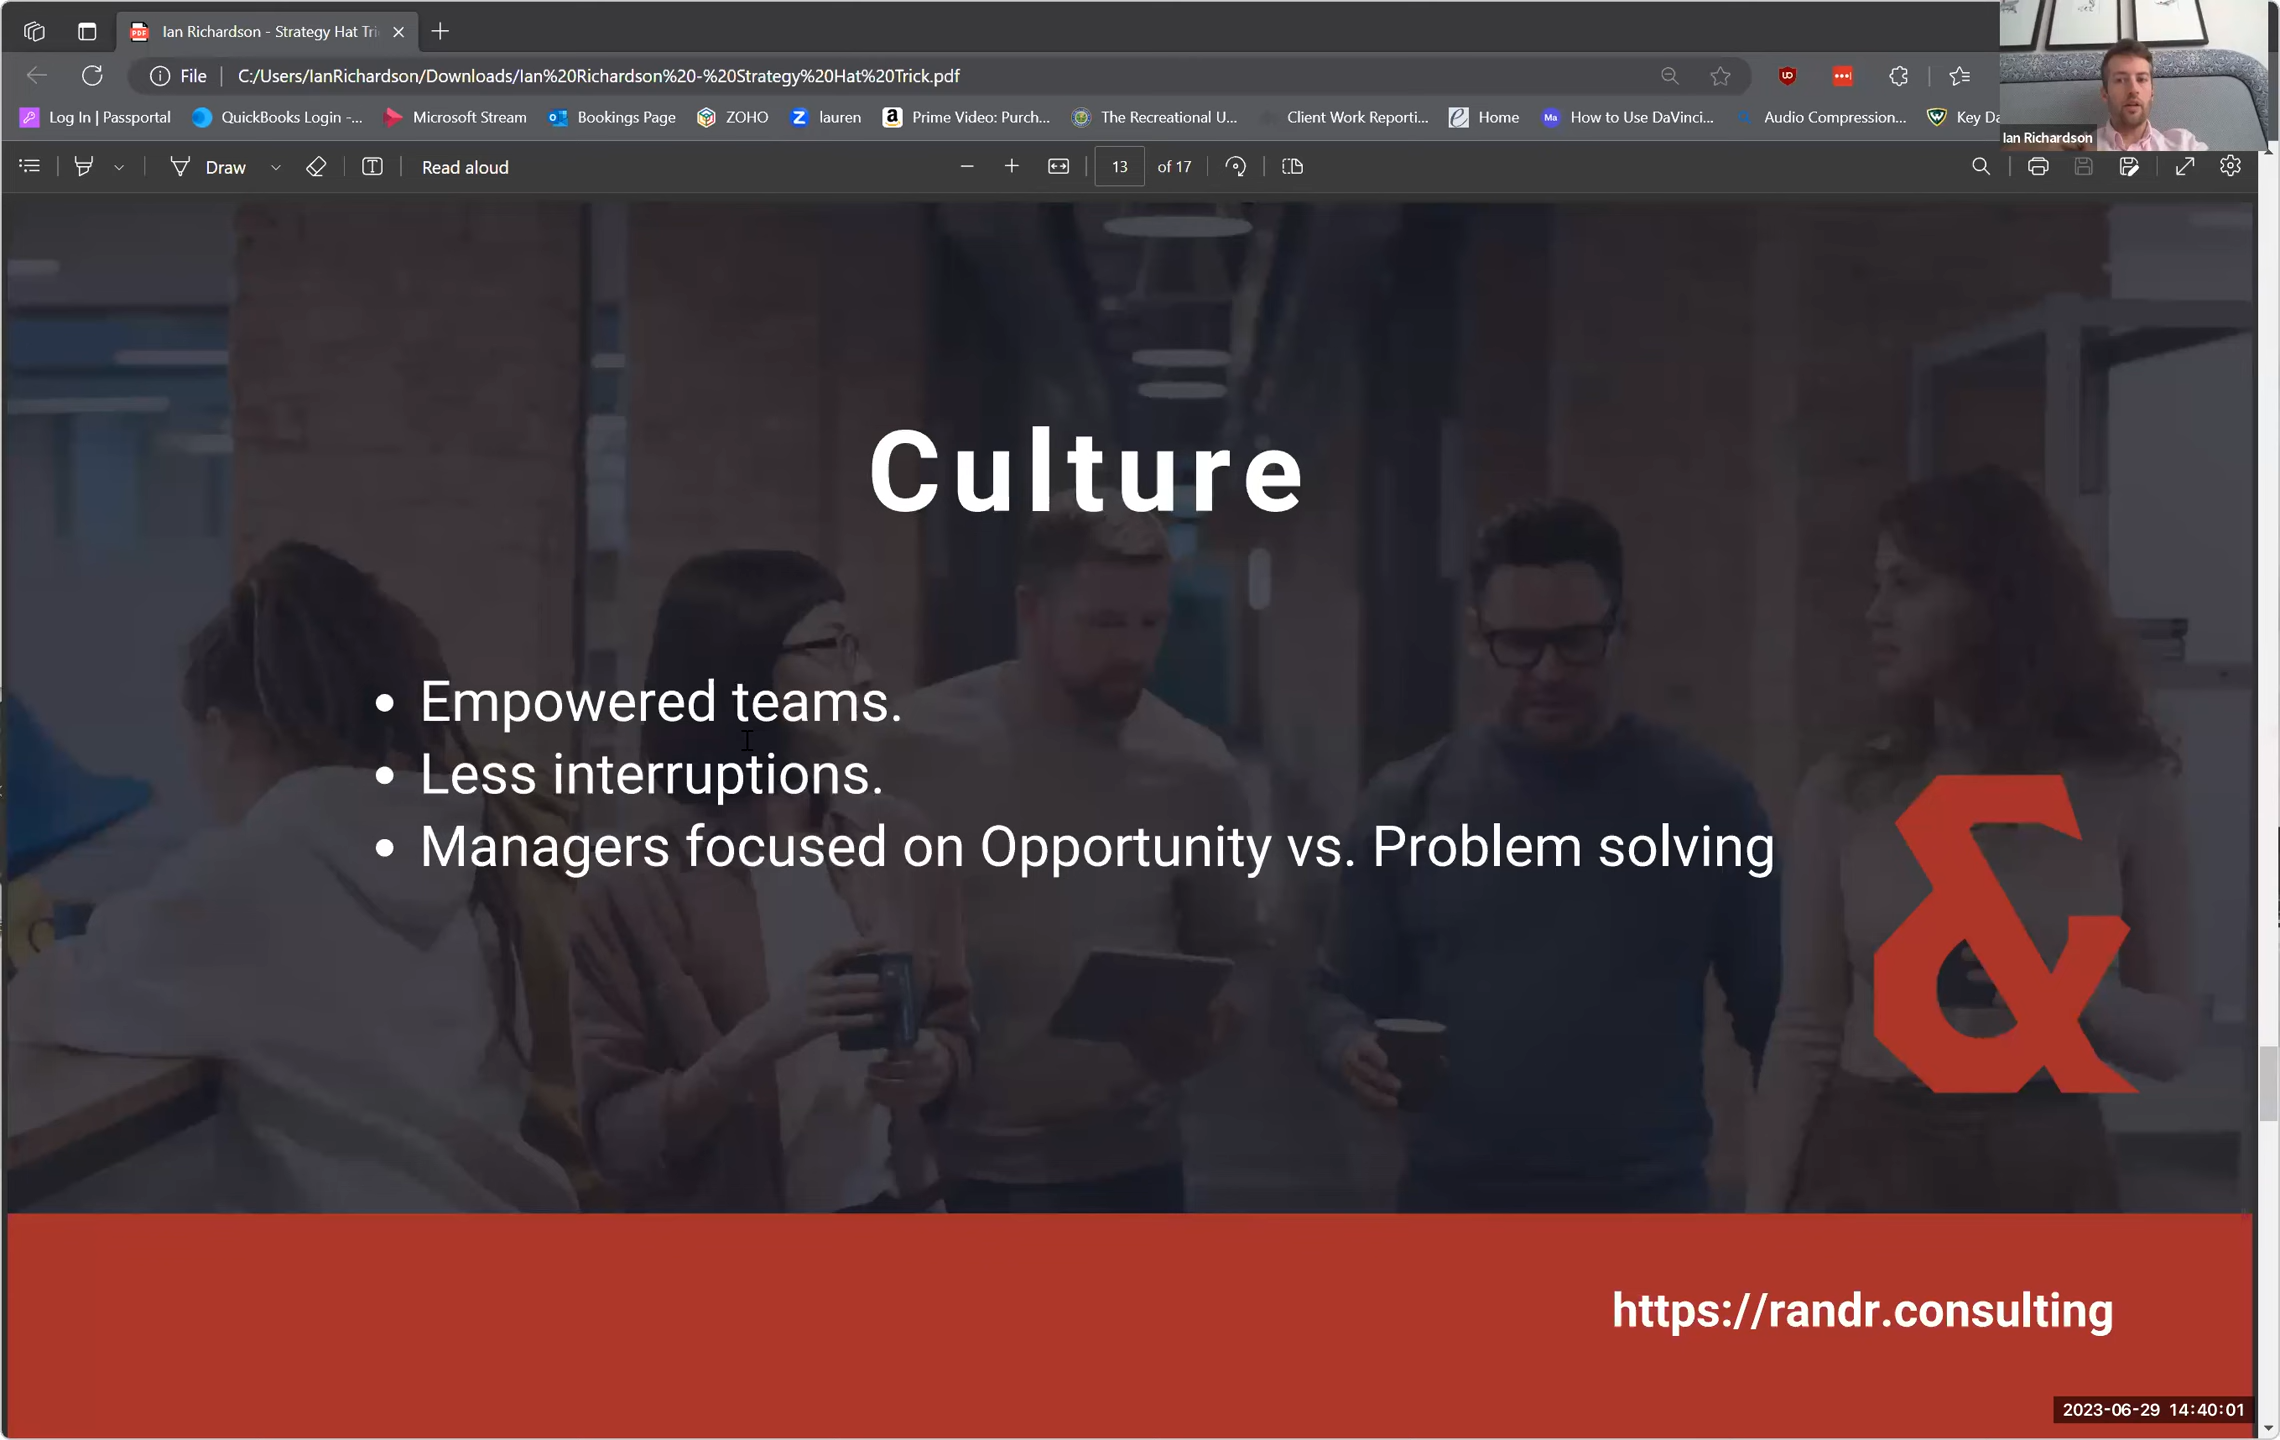 Ian Richardson - Strategy Hat Tri
File
C:/Users/IanRichardson/Downloads/Ian%20Richardson%20-%20Strategy%20Hat%20Trick.pdf
Log In | Passportal
QuickBooks Login -...
Microsoft Stream
Bookings Page
ZOHO
lauren
Prime Video: Purch...
The Recreational U...
Client Work Reporti...
Home
How to Use DaVinci...
Audio Compression...
Key Da
Ian Richardson
Draw
Read aloud
13 of 17
Culture
• Empowered teams.
• Less interruptions.
• Managers focused on Opportunity vs. Problem solving
&
https://randr.consulting
2023-06-29 14:40:01